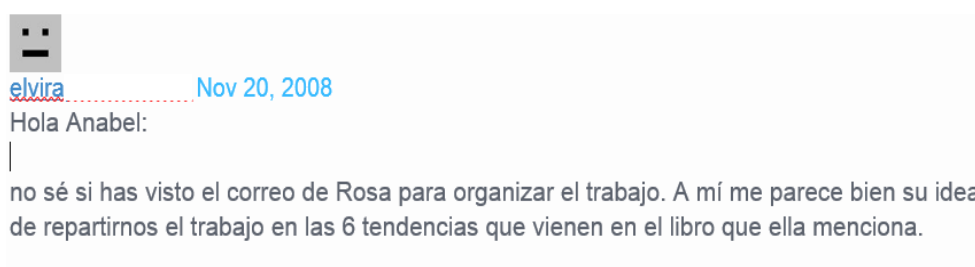 elvira Nov 20, 2008
Hola Anabel:
no sé si has visto el correo de Rosa para organizar el trabajo. A mí me parece bien su idea
de repartirnos el trabajo en las 6 tendencias que vienen en el libro que ella menciona.